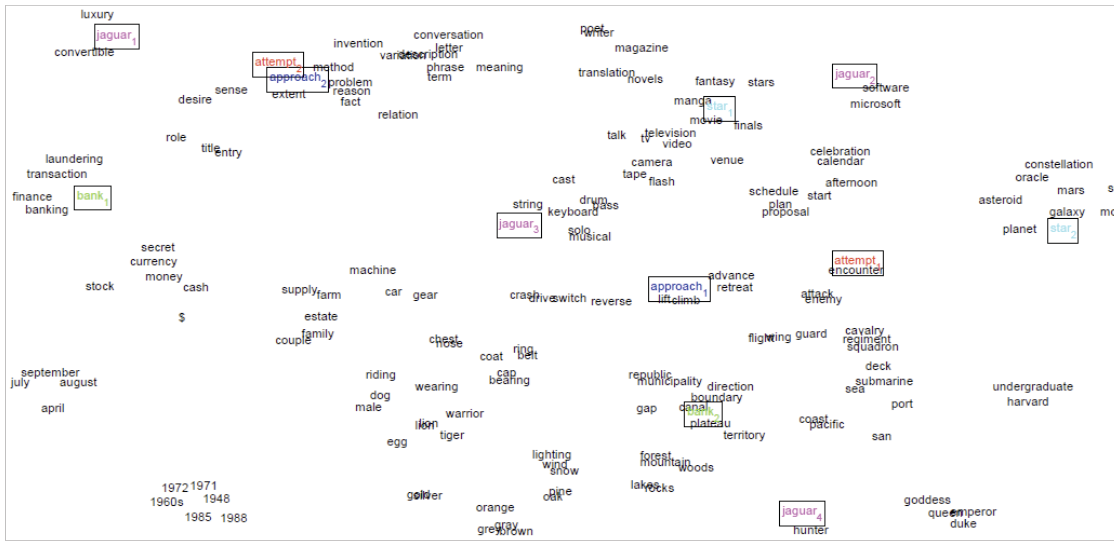 luxury
jaguar1
convertible
poet
writer
conversation
letter
invention
variation
description
magazine
attempt2
method
phrase
meaning
approach2
problem
term
translation
novels
fantasy
stars
jaguar2
software
microsoft
sense
desire
extent
reason
fact
manga
star1
relation
movie
finals
role
talk
television
tv
video
title
entry
celebration
calendar
laundering
camera
venue
constellation
transaction
tape
flash
oracle
cast
afternoon
mars
s
finance
bank1
banking
string
drum
bass
keyboard
schedule
start
plan
proposal
asteroid
galaxy
mo
jaguar3
solo
musical
planet
star2
secret
currency
money
machine
attempt1
encounter
advance
retreat
stock
cash
supply
farm
car
gear
crash
drive
switch
reverse
approach1
lift
climb
attack
enemy
$
estate
family
couple
chest
nose
ring
belt
coat
flight
wing
guard
cavalry
regiment
squadron
september
july
august
riding
cap
bearing
wearing
republic
municipality
direction
boundary
deck
submarine
sea
undergraduate
harvard
april
dog
male
warrior
gap
canal
bank2
plateau
port
coast
pacific
lion
lion
tiger
egg
territory
san
lighting
wind
snow
forest
mountain
woods
1972
1971
1960s
1948
1985
1988
gold
silver
pine
oak
lakes
rocks
orange
gray
grey
brown
jaguar4
hunter
goddess
queen
emperor
duke